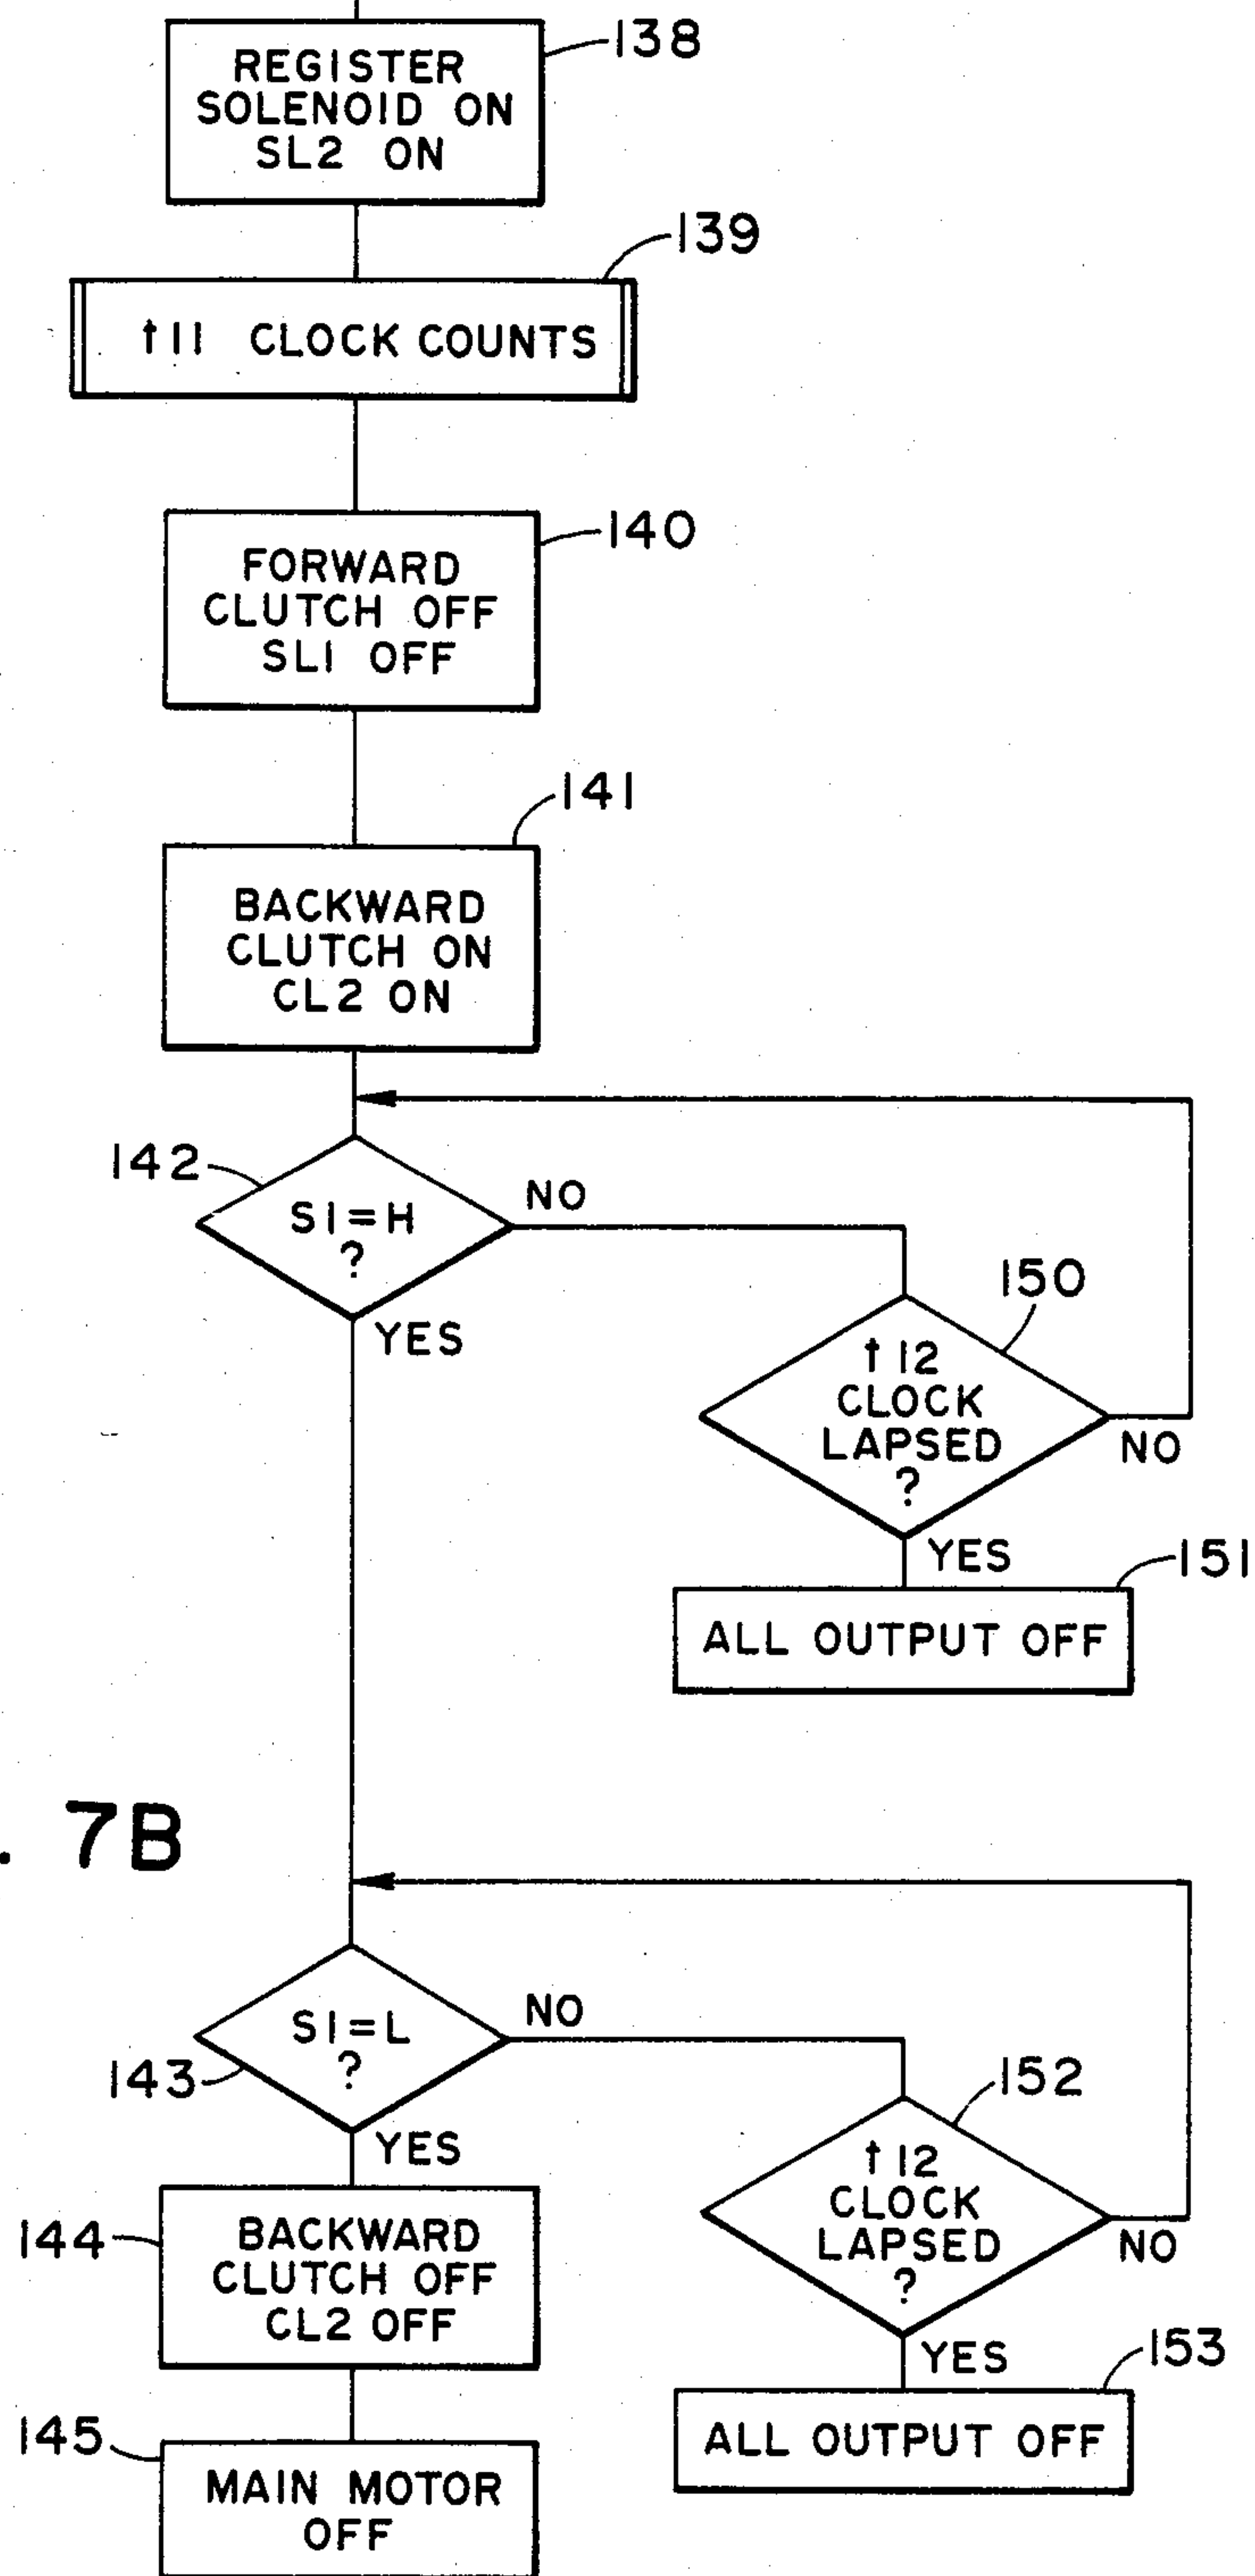 138
REGISTER
SOLENOID ON
SL2 ON
139
t11 CLOCK COUNTS
140
FORWARD
CLUTCH OFF
SL1 OFF
141
BACKWARD
CLUTCH ON
CL2 ON
142
S1=H
?
NO
YES
150
t12
CLOCK
LAPSED
?
NO
YES
151
ALL OUTPUT OFF
. 7B
143
S1=L
?
NO
YES
152
t12
CLOCK
LAPSED
?
NO
YES
144
BACKWARD
CLUTCH OFF
CL2 OFF
153
ALL OUTPUT OFF
145
MAIN MOTOR
OFF